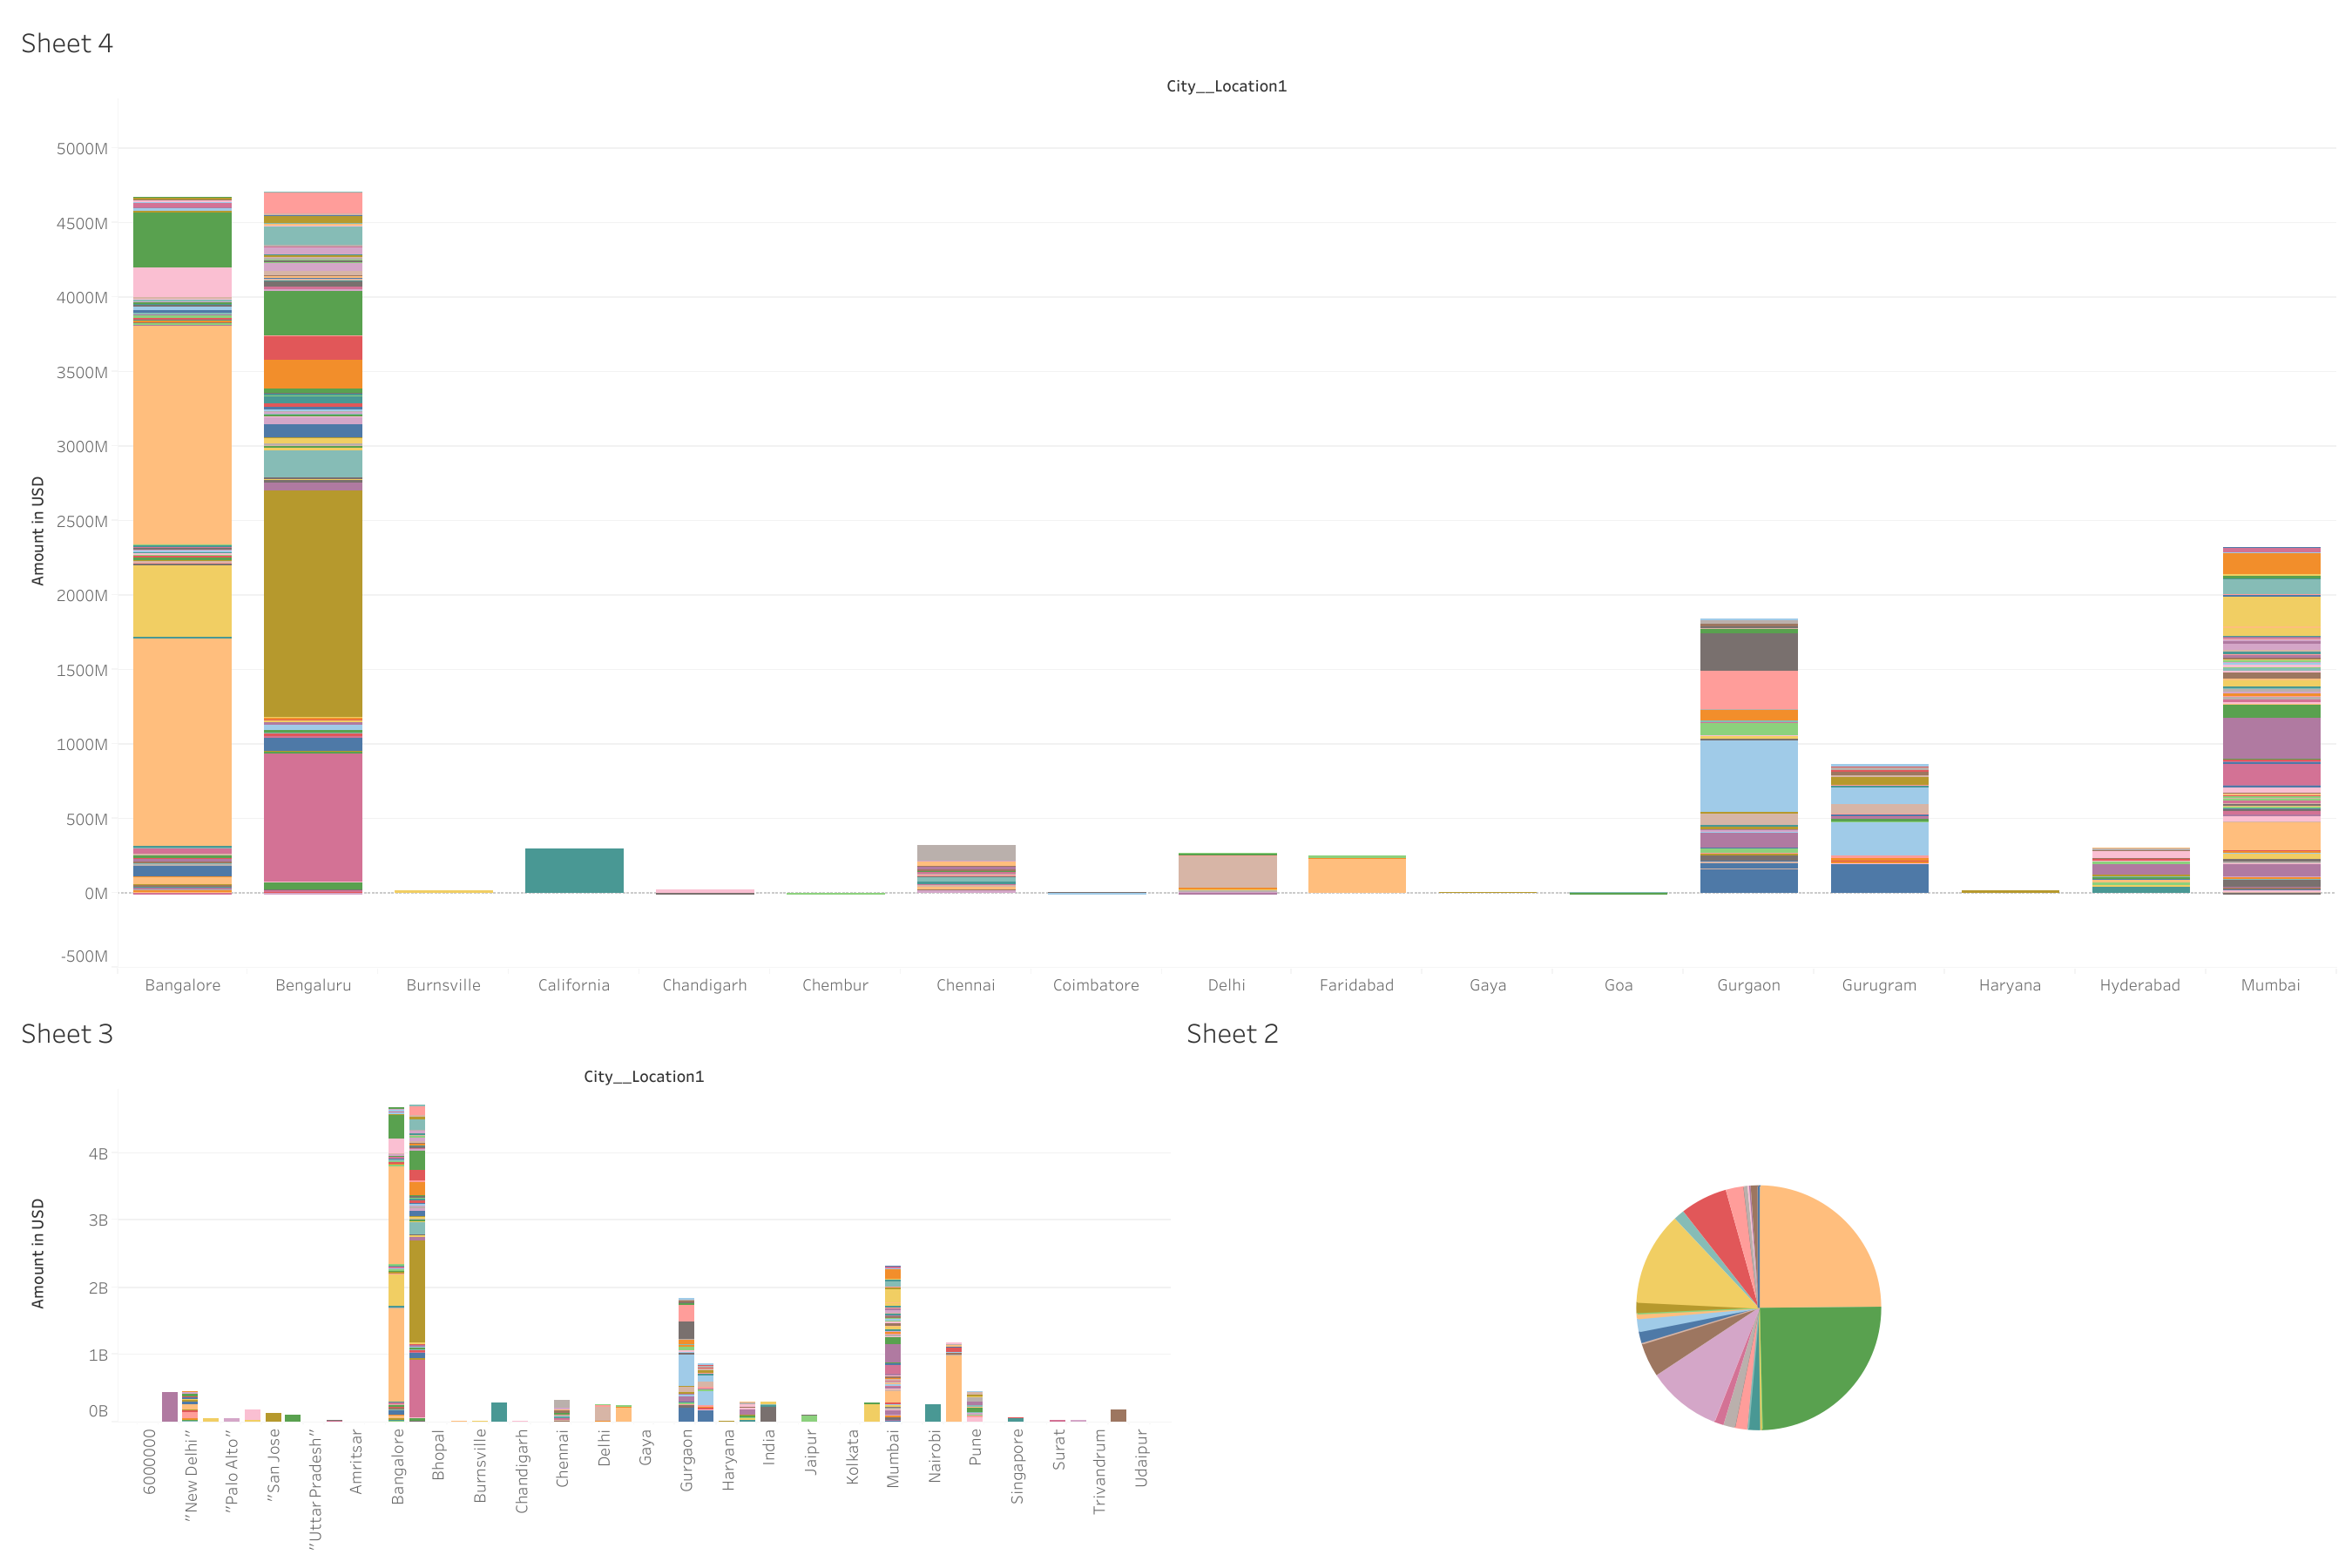 Sheet 4
City__Location1
5000M
4500M
4000M
3500M
3000M
2500M
2000M
1500M
1000M
500M
0M
-500M
Amount in USD
Bangalore Bengaluru Burnsville California Chandigarh Chembur Chennai Coimbatore Delhi Faridabad Gaya Goa Gurgaon Gurugram Haryana Hyderabad Mumbai
Sheet 3
City__Location1
4B
3B
2B
1B
0B
Amount in USD
6000000
"New Delhi"
"Palo Alto"
"San Jose
"Uttar Pradesh"
Amritsar
Bangalore
Bhopal
Burnsville
Chandigarh
Chennai
Delhi
Gaya
Gurgaon
Haryana
India
Jaipur
Kolkata
Mumbai
Nairobi
Pune
Singapore
Surat
Trivandrum
Udaipur
Sheet 2